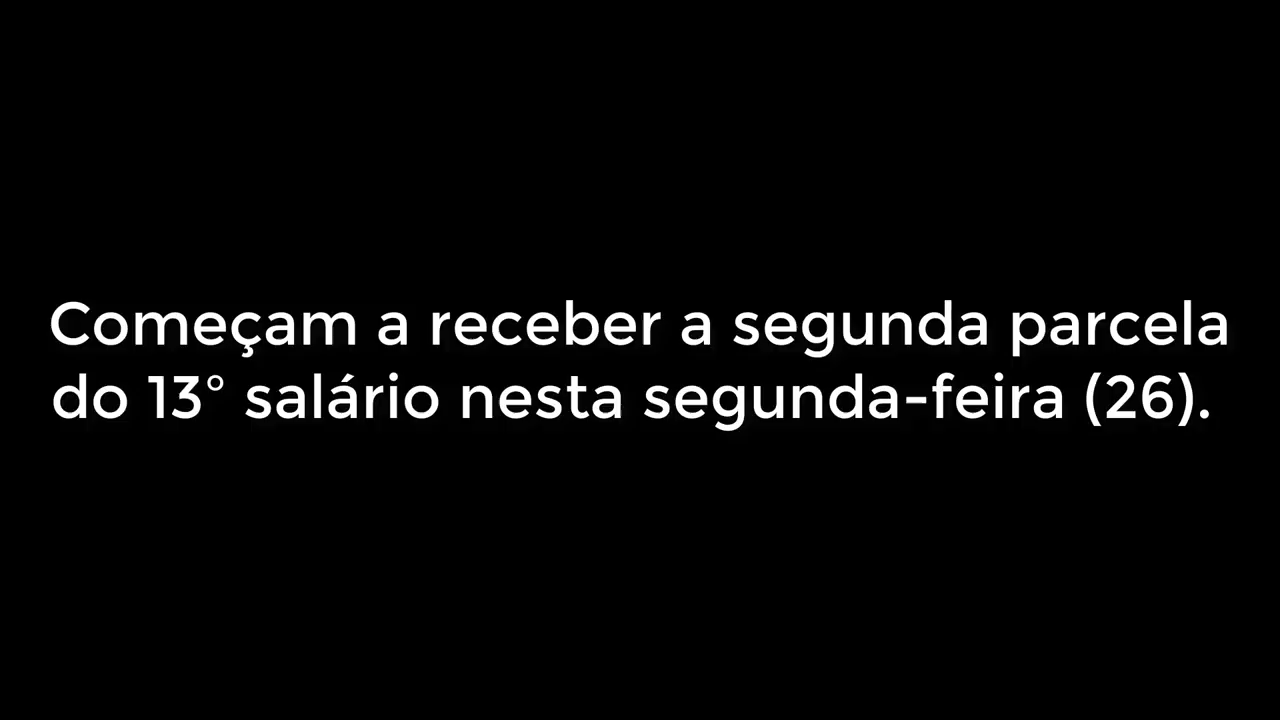 Começam a receber a segunda parcela
do 13° salário nesta segunda-feira (26).